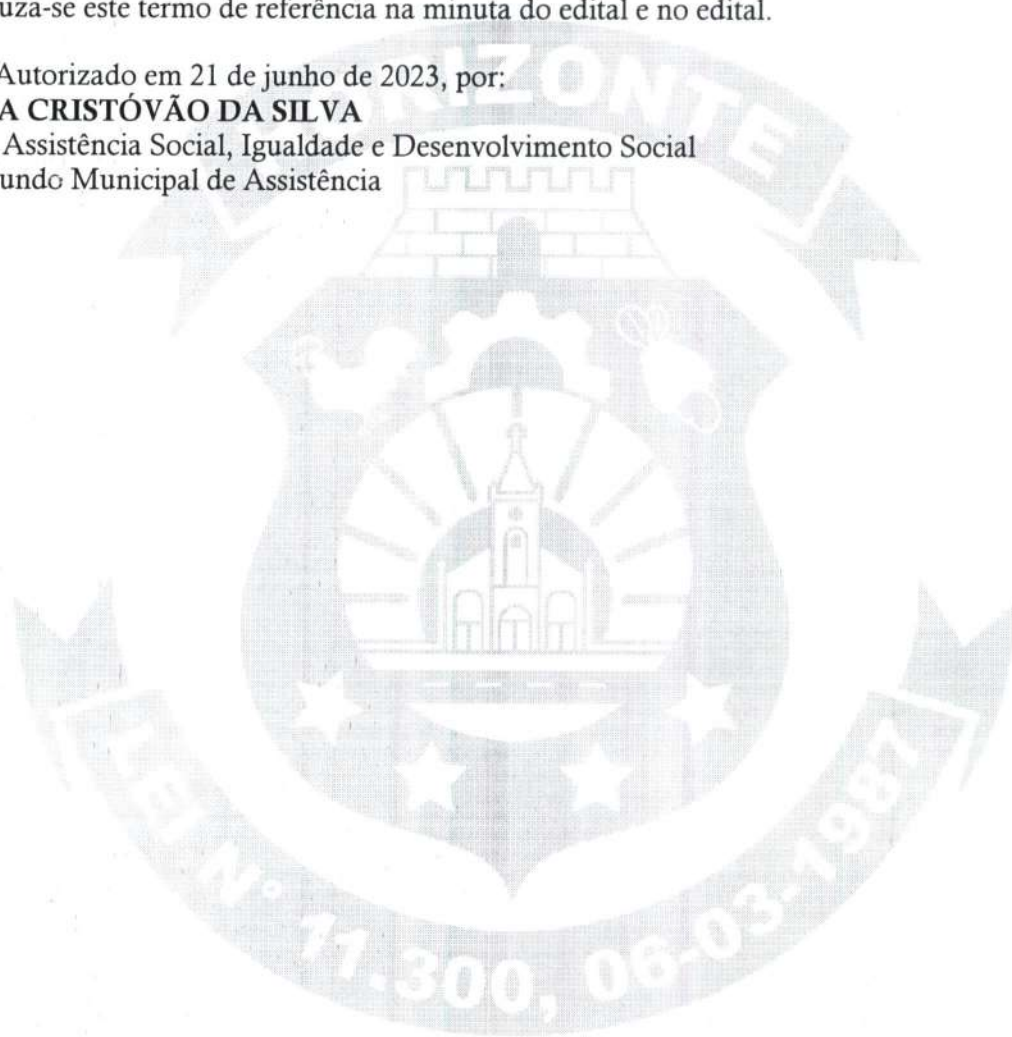 uza-se este termo de referência na minuta do edital e no edital.
Autorizado em 21 de junho de 2023, por:
A CRISTÓVÃO DA SILVA
Assistência Social, Igualdade e Desenvolvimento Social
undo Municipal de Assistência
HORIZONTE
LEI N° 11.300, 06-03-1987